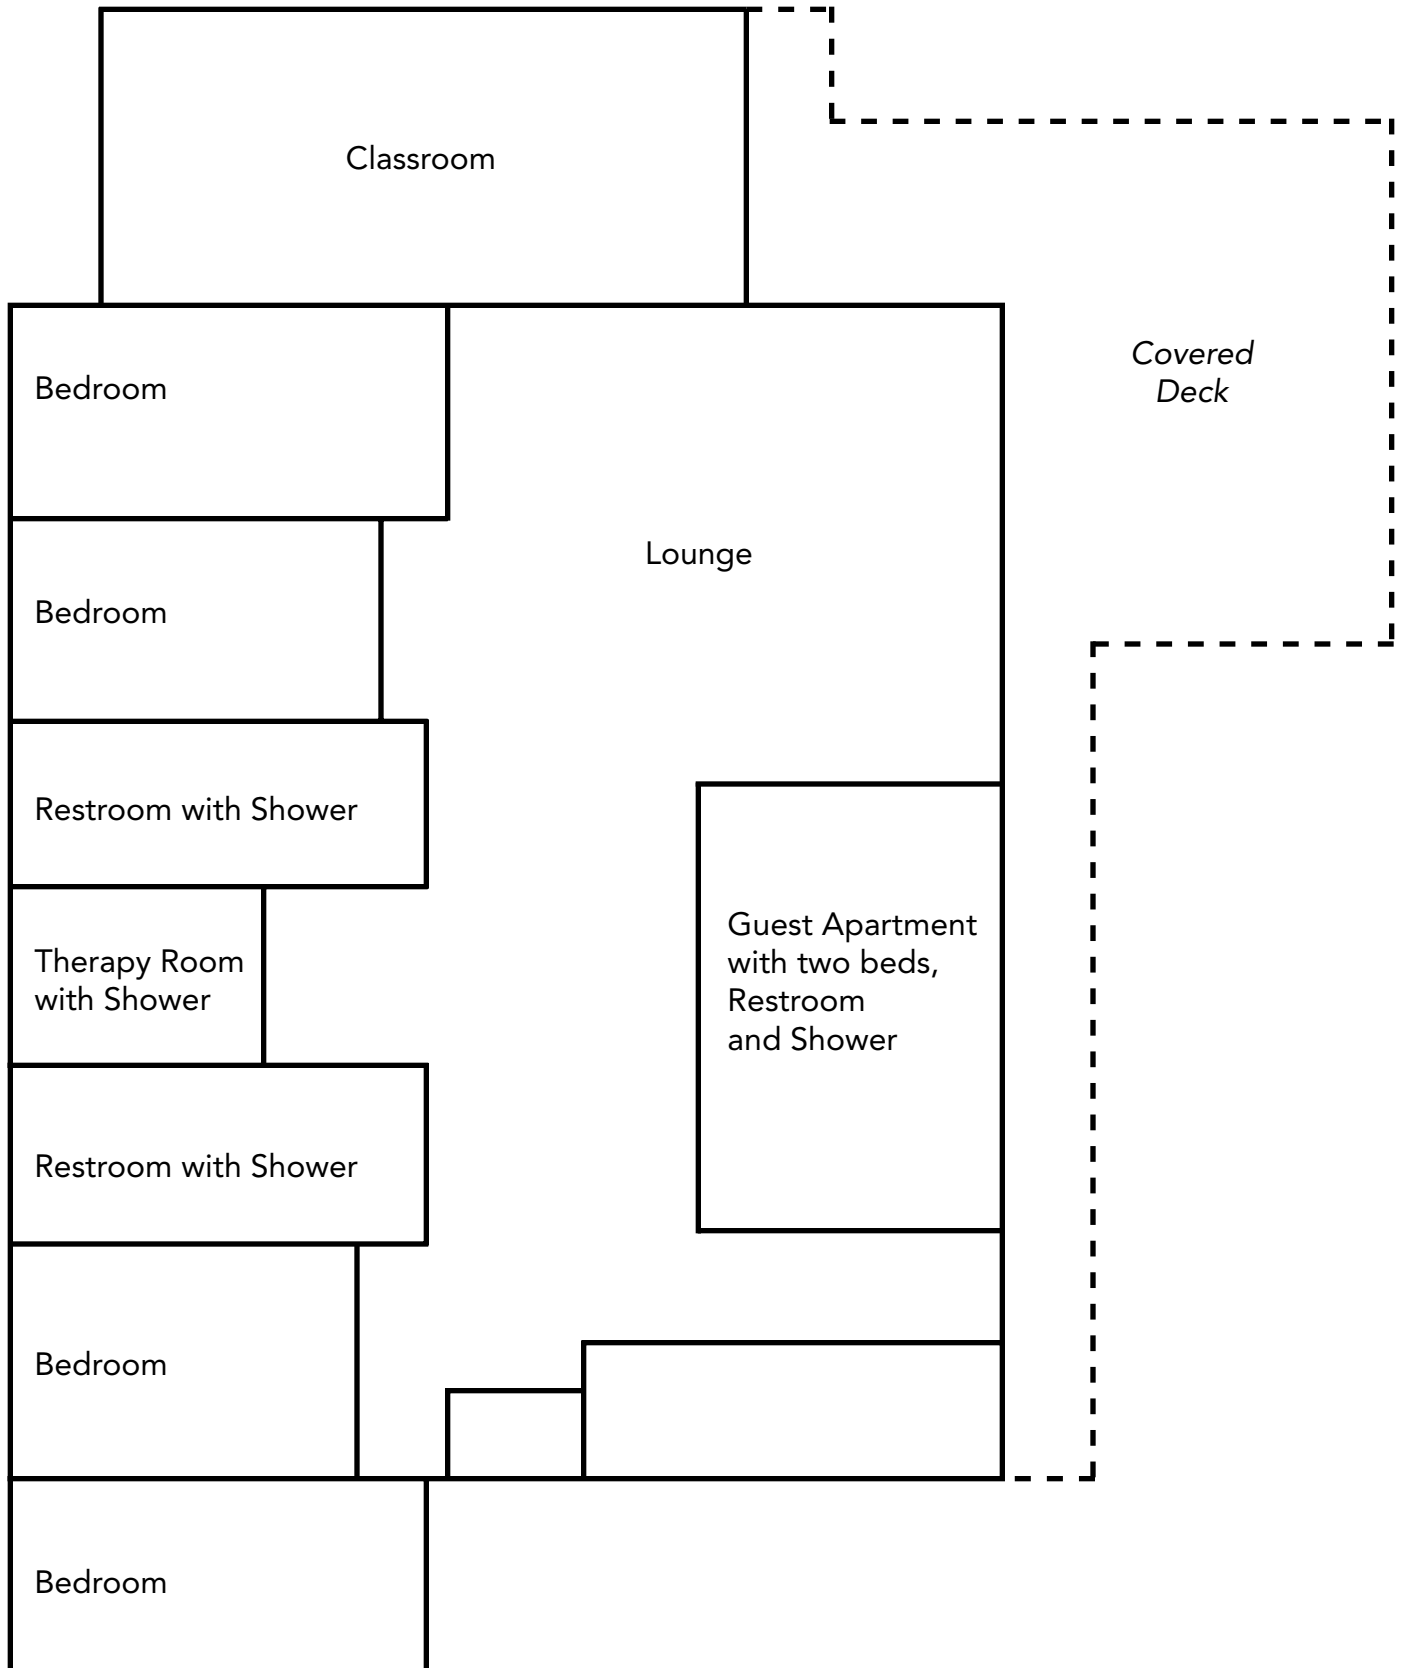 Classroom
Covered
Deck
Bedroom
Lounge
Bedroom
Restroom with Shower
Guest Apartment
with two beds,
Restroom
and Shower
Therapy Room
with Shower
Restroom with Shower
Bedroom
Bedroom